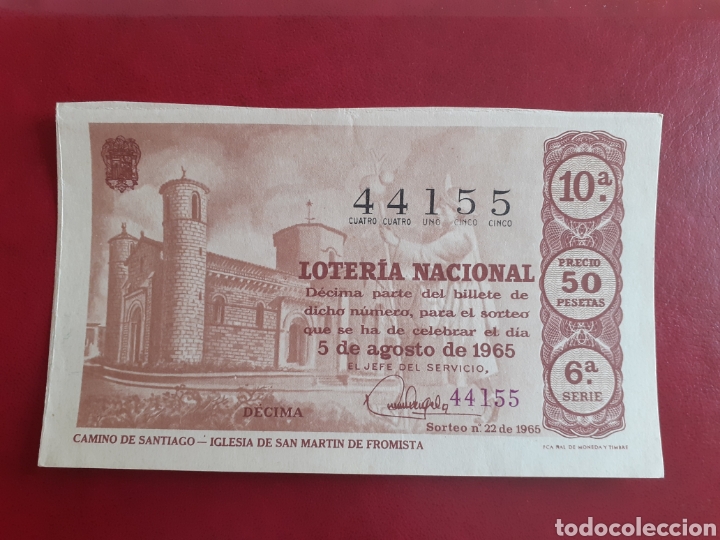 44155
CUATRO CUATRO UNO CINCO CINCO
10.ª
LOTERÍA NACIONAL
Décima parte del billete de
dicho número, para el sorteo
que se ha de celebrar el día
5 de agosto de 1965
EL JEFE DEL SERVICIO,
44155
PRECIO
50
PESETAS
6.ª
SERIE
DÉCIMA
Sorteo n.º 22 de 1965
CAMINO DE SANTIAGO — IGLESIA DE SAN MARTIN DE FROMISTA
FCA. NAL. DE MONEDA Y TIMBRE
todocoleccion